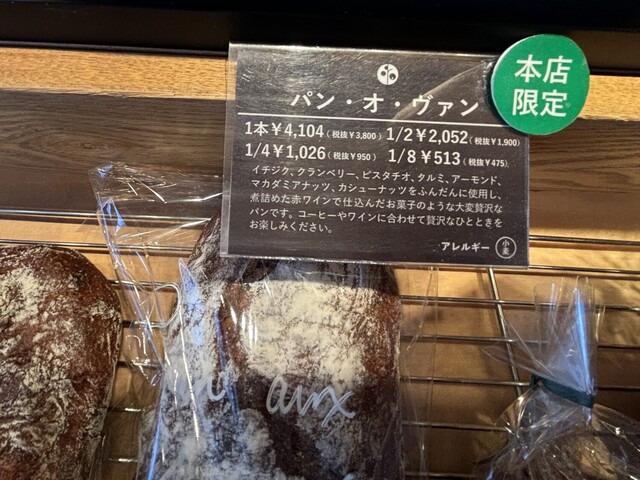 本店
限定
パン・オ・ヴァン
1本¥4,104（税抜¥3,800） 1/2¥2,052（税抜¥1,900）
1/4¥1,026（税抜¥950） 1/8¥513（税抜¥475）
イチジク、クランベリー、ピスタチオ、クルミ、アーモンド、
マカダミアナッツ、カシューナッツをふんだんに使用し、
煮詰めた赤ワインで仕込んだお菓子のような大変贅沢な
パンです。コーヒーやワインに合わせて贅沢なひとときを
お楽しみください。
アレルギー 小麦
aux